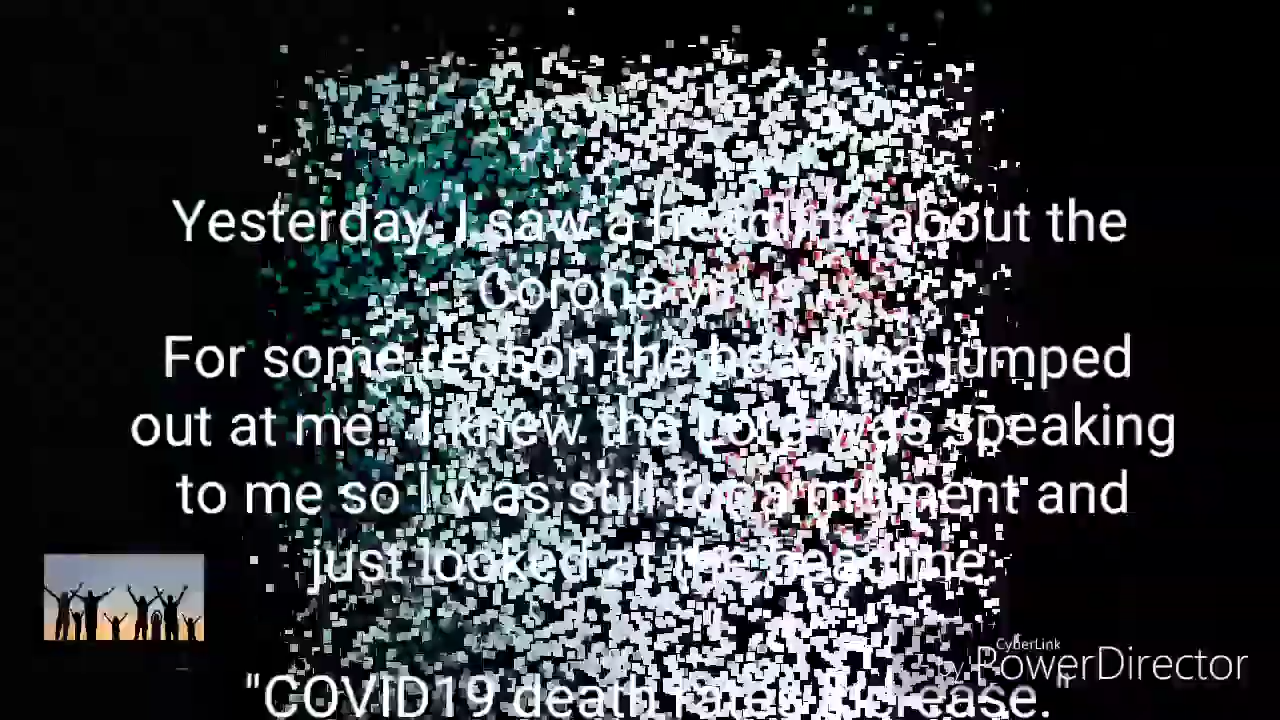 Yesterday, I saw a headline about the
Corona virus.
For some reason the headline jumped
out at me. I knew the Lord was speaking
to me so I was still for a moment and
just looked at the headline
"COVID19 death rates increase."
CyberLink
by PowerDirector